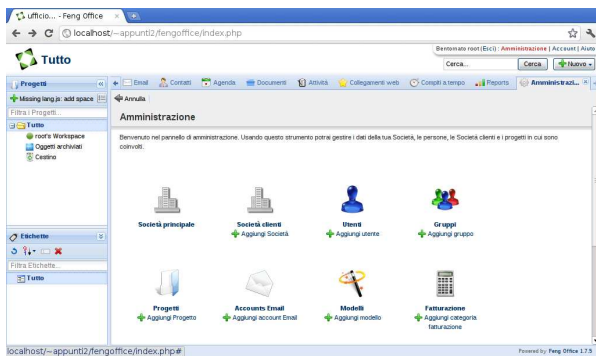 ufficio... - Feng Office
localhost/~appunti2/fengoffice/index.php
Bentornato root (Esci) : Amministrazione | Account | Aiuto
Tutto
Cerca... Cerca Nuovo
Progetti
Email Contatti Agenda Documenti Attività Collegamenti web Compiti a tempo Reports Amministrazi...
Missing lang.js: add space
Annulla
Filtra i Progetti...
Amministrazione
Tutto
root's Workspace
Oggetti archiviati
Cestino
Benvenuto nel pannello di amministrazione. Usando questo strumento potrai gestire i dati della tua Società, le persone, le Società clienti e i progetti in cui sono
coinvolti.
Società principale
Società clienti
Aggiungi Società
Utenti
Aggiungi utente
Gruppi
Aggiungi gruppo
Etichette
Filtra Etichette...
Tutto
Progetti
Aggiungi Progetto
Accounts Email
Aggiungi account Email
Modelli
Aggiungi modello
Fatturazione
Aggiungi categoria
fatturazione
localhost/~appunti2/fengoffice/index.php#
Powered by Feng Office 1.7.5